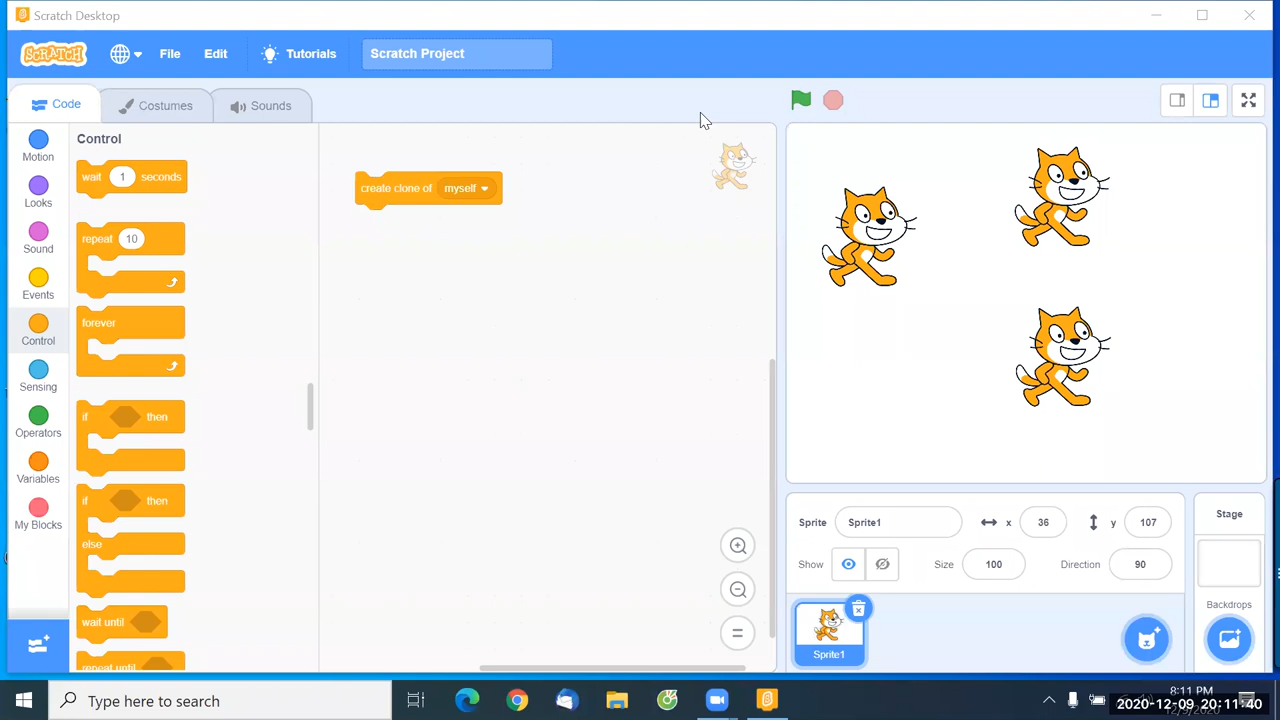 Scratch Desktop
SCRATCH
File
Edit
Tutorials
Scratch Project
Code
Costumes
Sounds
Motion
Looks
Sound
Events
Control
Sensing
Operators
Variables
My Blocks
Control
wait 1 seconds
repeat 10
forever
if then
if then
else
wait until
repeat until
create clone of myself
Sprite Sprite1 x 36 y 107
Show Size 100 Direction 90
Sprite1
Stage
Backdrops
Type here to search
8:11 PM
2020-12-09 20:11:40